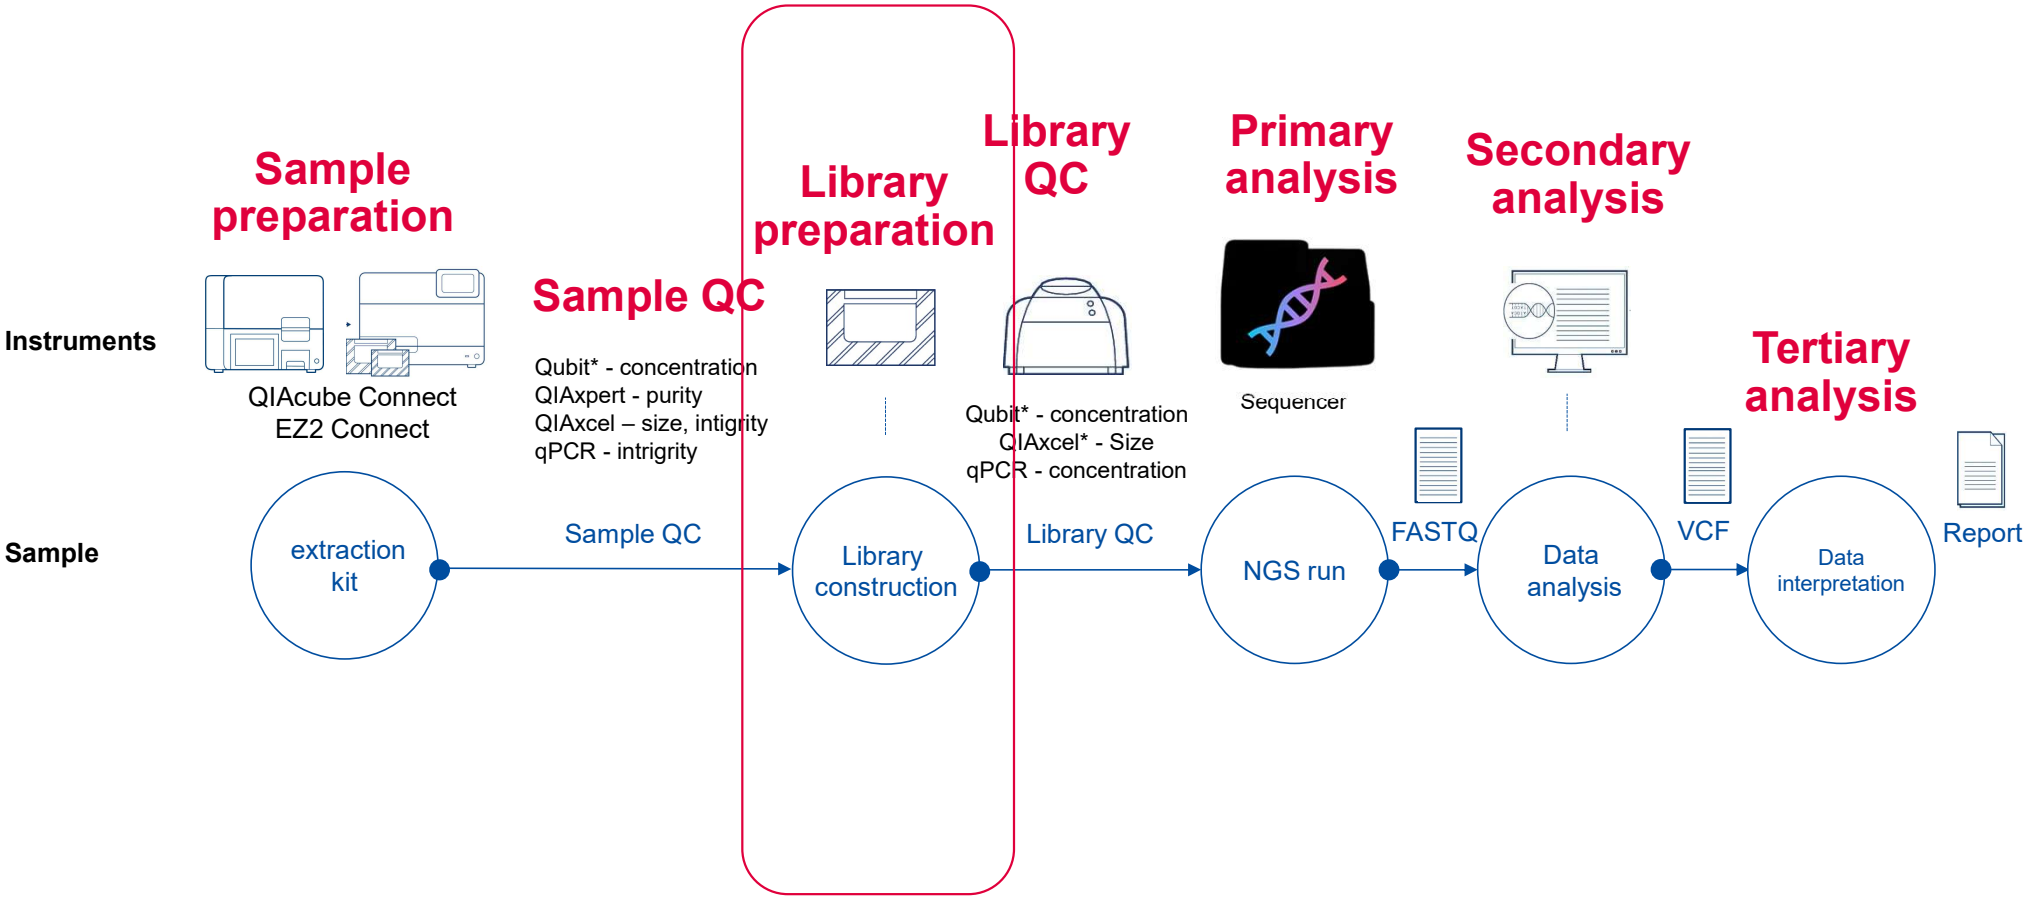 Sample
preparation
Sample QC
Library
preparation
Library
QC
Primary
analysis
Secondary
analysis
Tertiary
analysis
Instruments
QIAcube Connect
EZ2 Connect
Qubit* - concentration
QIAxpert - purity
QIAxcel – size, intigrity
qPCR - intrigrity
Qubit* - concentration
QIAxcel* - Size
qPCR - concentration
Sequencer
Sample
extraction
kit
Sample QC
Library
construction
Library QC
NGS run
FASTQ
Data
analysis
VCF
Data
interpretation
Report